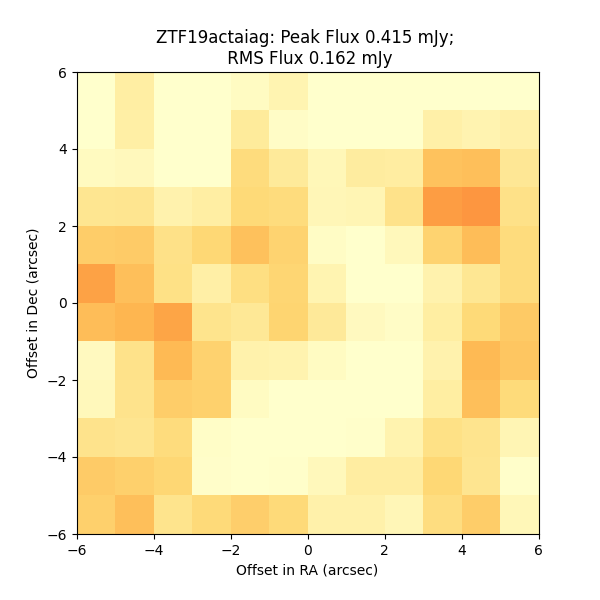 ZTF19actaiag: Peak Flux 0.415 mJy;
RMS Flux 0.162 mJy
6
4
2
0
−2
−4
−6
Offset in Dec (arcsec)
−6 −4 −2 0 2 4 6
Offset in RA (arcsec)